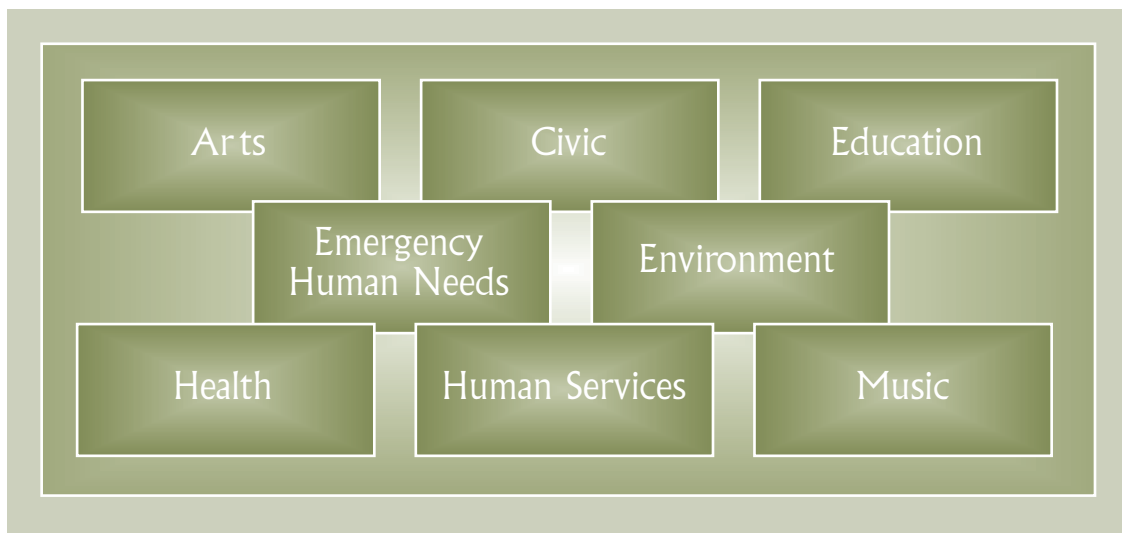 Arts
Civic
Education
Emergency
Human Needs
Environment
Health
Human Services
Music